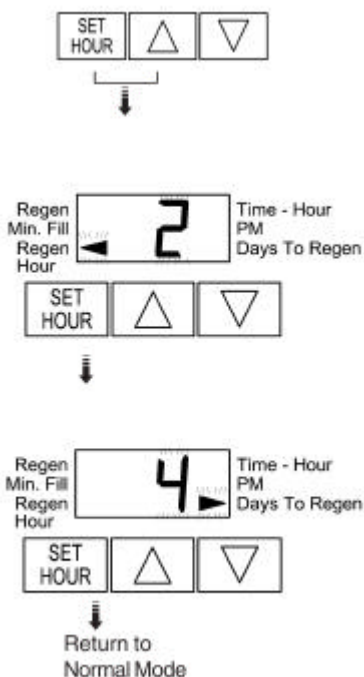 SET
HOUR
Regen
Min. Fill
Regen
Hour
2
Time - Hour
PM
Days To Regen
SET
HOUR
Regen
Min. Fill
Regen
Hour
4
Time - Hour
PM
Days To Regen
SET
HOUR
Return to
Normal Mode